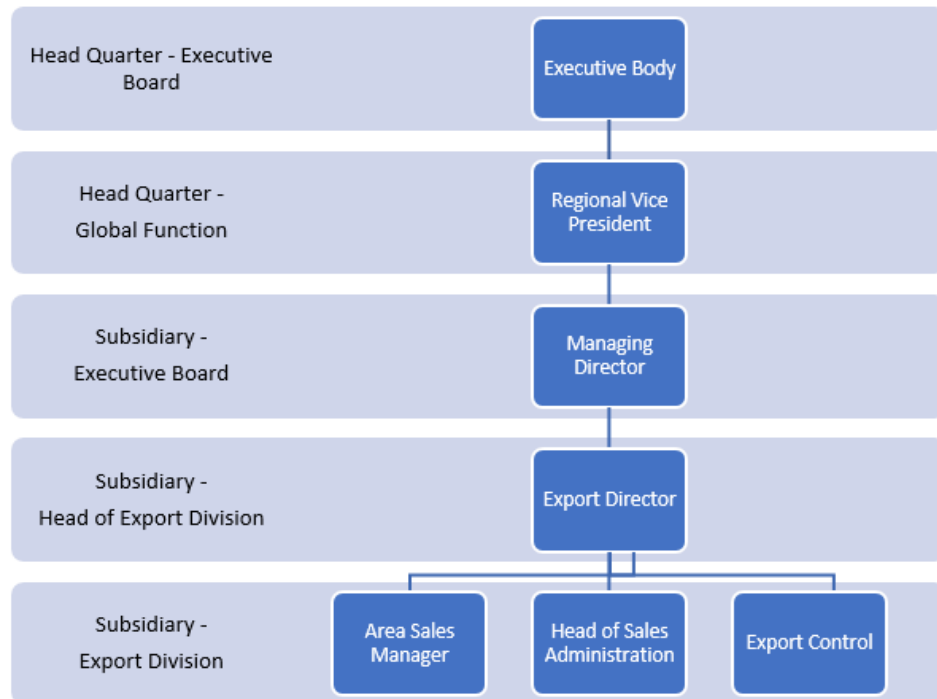 Head Quarter - Executive
Board
Executive Body
Head Quarter -
Global Function
Regional Vice
President
Subsidiary -
Executive Board
Managing
Director
Subsidiary -
Head of Export Division
Export Director
Subsidiary -
Export Division
Area Sales
Manager
Head of Sales
Administration
Export Control